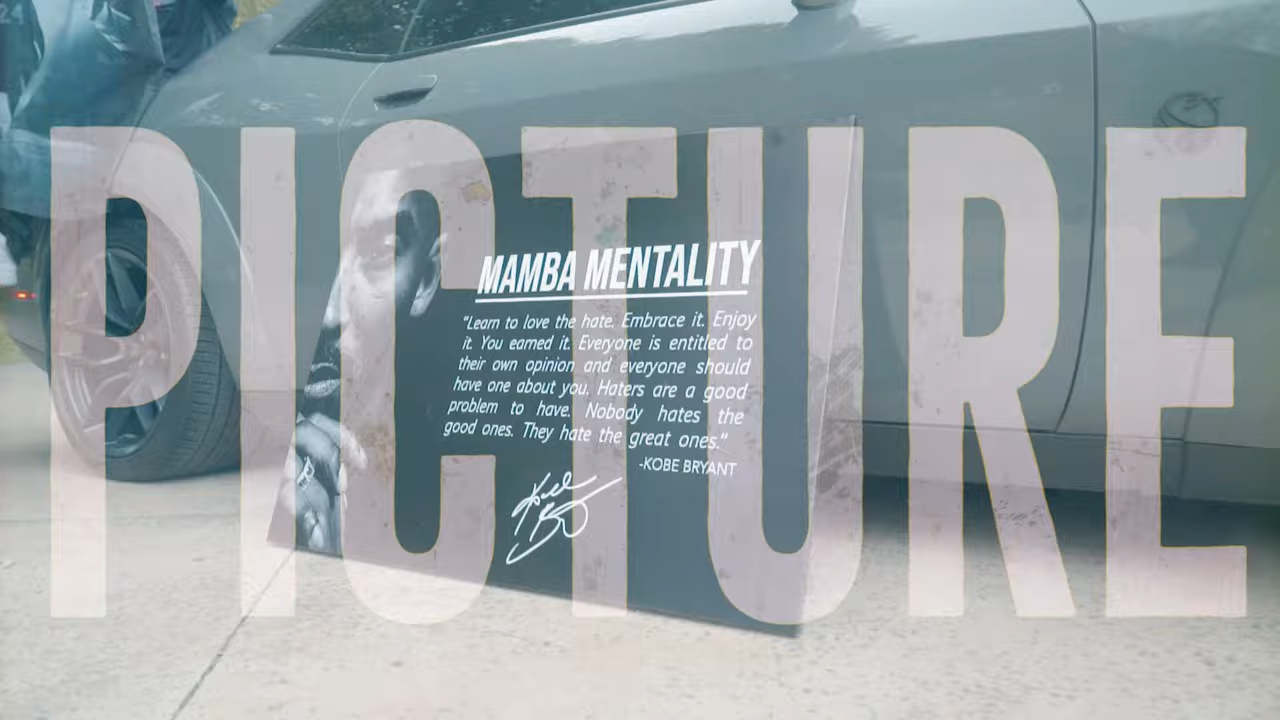 PICTURE
MAMBA MENTALITY
"Learn to love the hate. Embrace it. Enjoy
it. You earned it. Everyone is entitled to
their own opinion and everyone should
have one about you. Haters are a good
problem to have. Nobody hates the
good ones. They hate the great ones."
-KOBE BRYANT